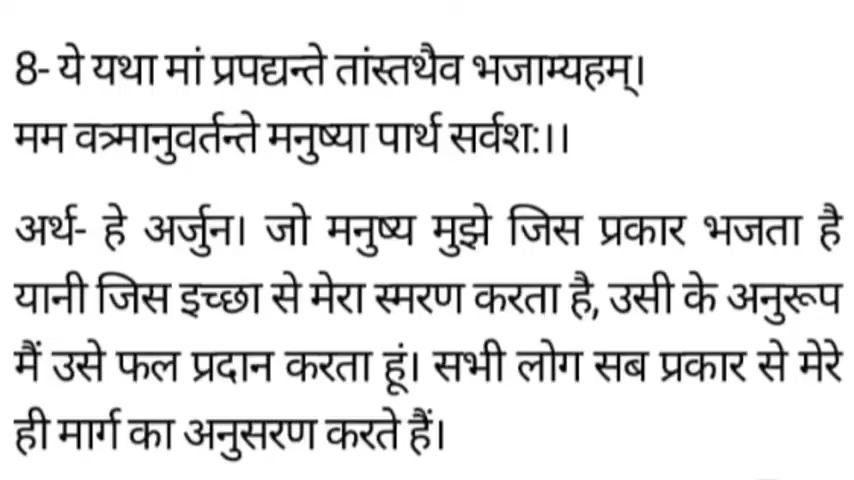 8- ये यथा मां प्रपद्यन्ते तांस्तथैव भजाम्यहम्।
मम वत्र्मानुवर्तन्ते मनुष्या पार्थ सर्वश:।।
अर्थ- हे अर्जुन। जो मनुष्य मुझे जिस प्रकार भजता है
यानी जिस इच्छा से मेरा स्मरण करता है, उसी के अनुरूप
मैं उसे फल प्रदान करता हूं। सभी लोग सब प्रकार से मेरे
ही मार्ग का अनुसरण करते हैं।